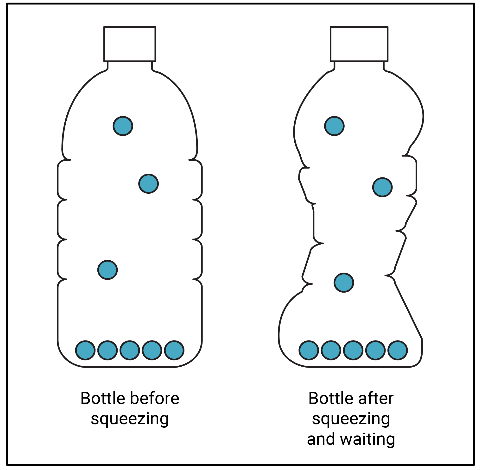 Bottle before
squeezing
Bottle after
squeezing
and waiting